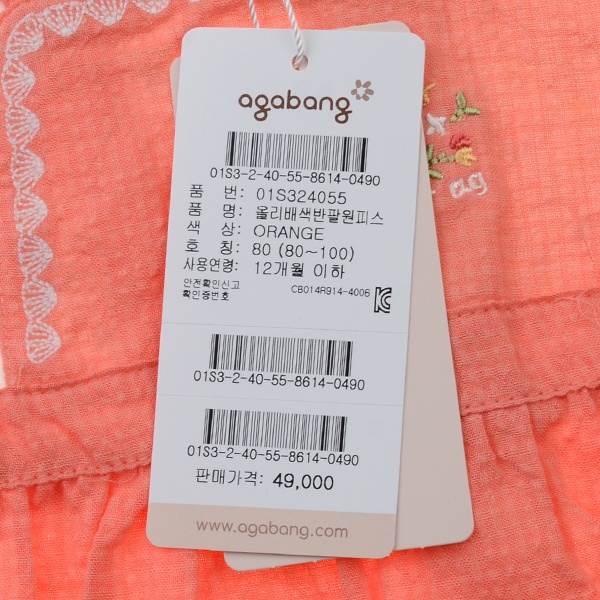 agabang
01S3-2-40-55-8614-0490
품 번: 01S324055
품 명: 올리배색반팔원피스
색 상: ORANGE
호 칭: 80 (80~100)
사용연령: 12개월 이하
안전확인신고
확인증번호 CB014R914-4006
01S3-2-40-55-8614-0490
01S3-2-40-55-8614-0490
판매가격: 49,000
www.agabang.com
ag